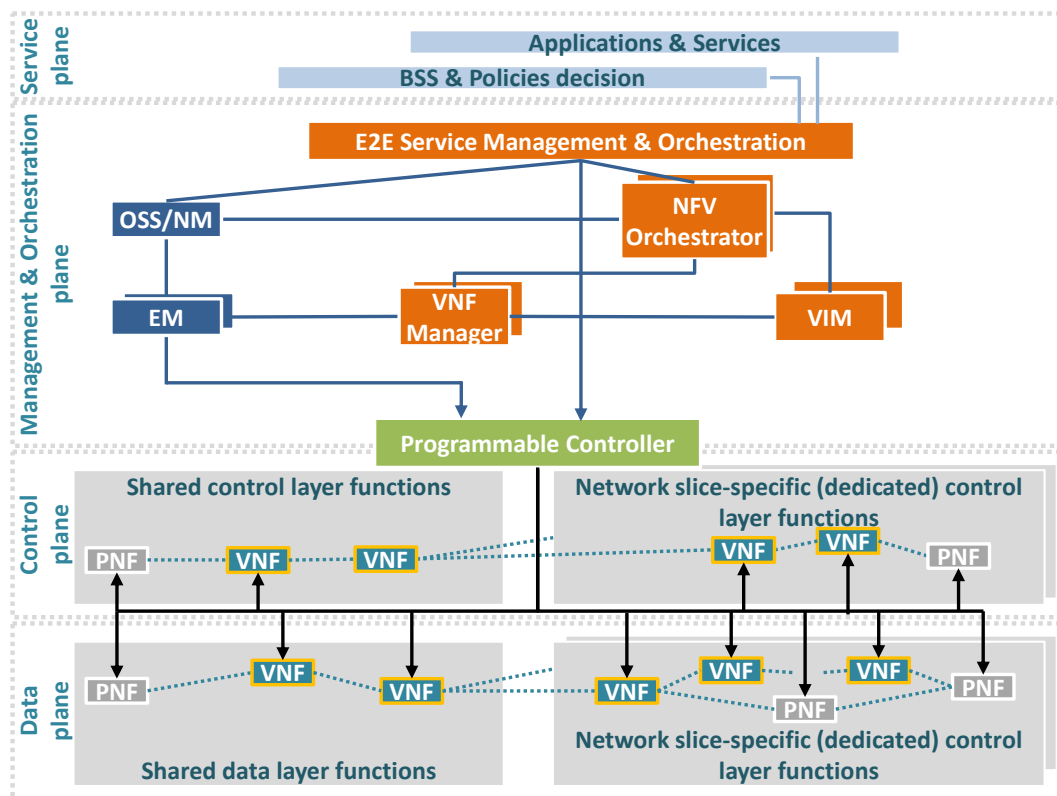 Service
plane
Applications & Services
BSS & Policies decision
Management & Orchestration
plane
E2E Service Management & Orchestration
OSS/NM
NFV
Orchestrator
EM
VNF
Manager
VIM
Programmable Controller
Control
plane
Shared control layer functions
Network slice-specific (dedicated) control
layer functions
PNF
VNF
VNF
VNF
VNF
PNF
Data
plane
PNF
VNF
VNF
VNF
VNF
PNF
VNF
PNF
Shared data layer functions
Network slice-specific (dedicated) control
layer functions